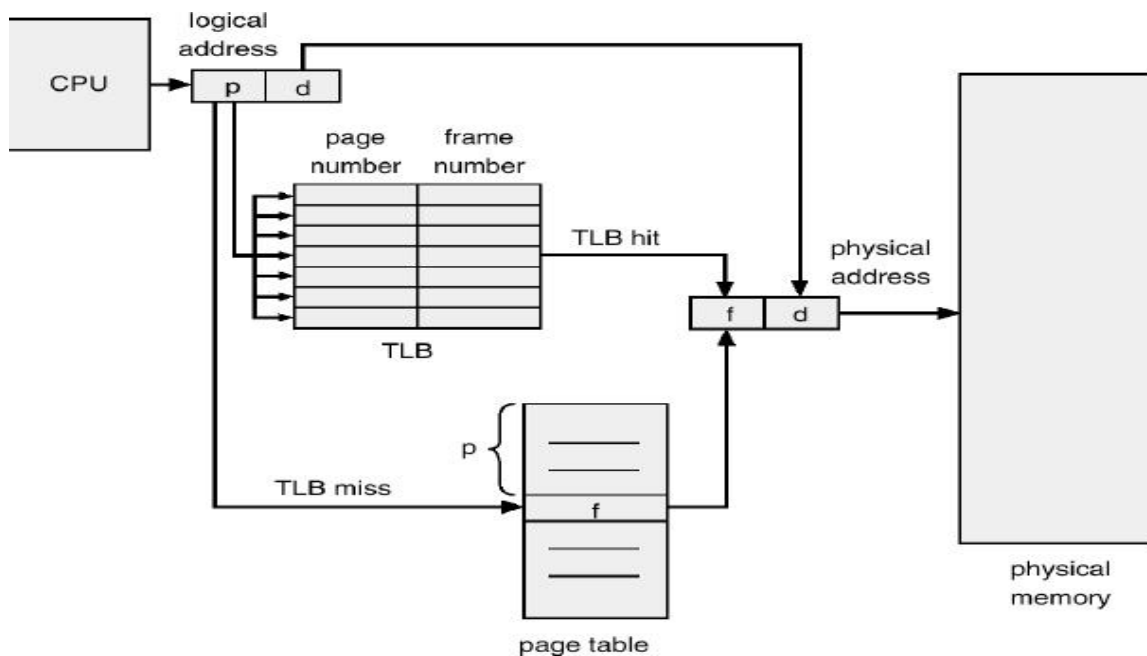 logical
address
CPU
p
d
page
number
frame
number
TLB hit
physical
address
f
d
TLB
p
TLB miss
f
physical
memory
page table